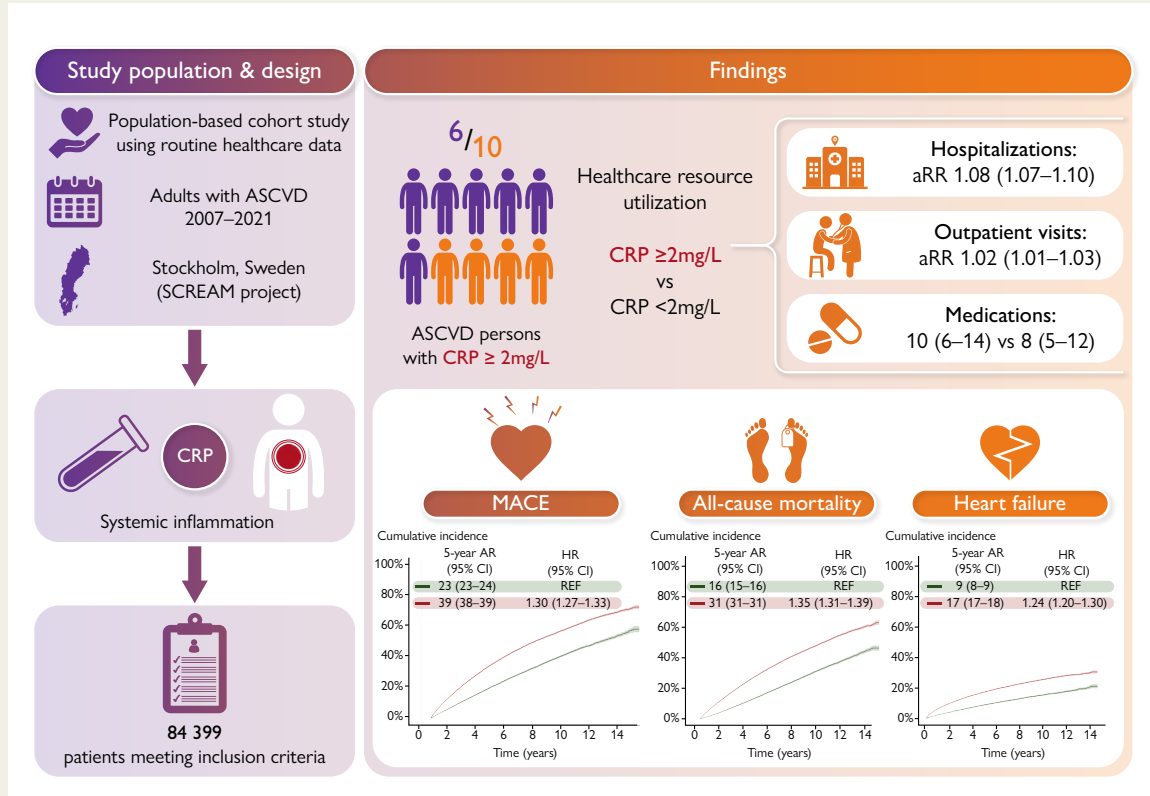 Study population & design
Population-based cohort study
using routine healthcare data
Adults with ASCVD
2007–2021
Stockholm, Sweden
(SCREAM project)
CRP
Systemic inflammation
84 399
patients meeting inclusion criteria
Findings
6/10
ASCVD persons
with CRP ≥ 2mg/L
Healthcare resource
utilization
CRP ≥2mg/L
vs
CRP <2mg/L
Hospitalizations:
aRR 1.08 (1.07–1.10)
Outpatient visits:
aRR 1.02 (1.01–1.03)
Medications:
10 (6–14) vs 8 (5–12)
MACE
Cumulative incidence
5-year AR HR
(95% CI) (95% CI)
100%
23 (23–24) REF
80%
39 (38–39) 1.30 (1.27–1.33)
60%
40%
20%
0%
0 2 4 6 8 10 12 14
Time (years)
All-cause mortality
Cumulative incidence
5-year AR HR
(95% CI) (95% CI)
100%
16 (15–16) REF
80%
31 (31–31) 1.35 (1.31–1.39)
60%
40%
20%
0%
0 2 4 6 8 10 12 14
Time (years)
Heart failure
Cumulative incidence
5-year AR HR
(95% CI) (95% CI)
100%
9 (8–9) REF
80%
17 (17–18) 1.24 (1.20–1.30)
60%
40%
20%
0%
0 2 4 6 8 10 12 14
Time (years)